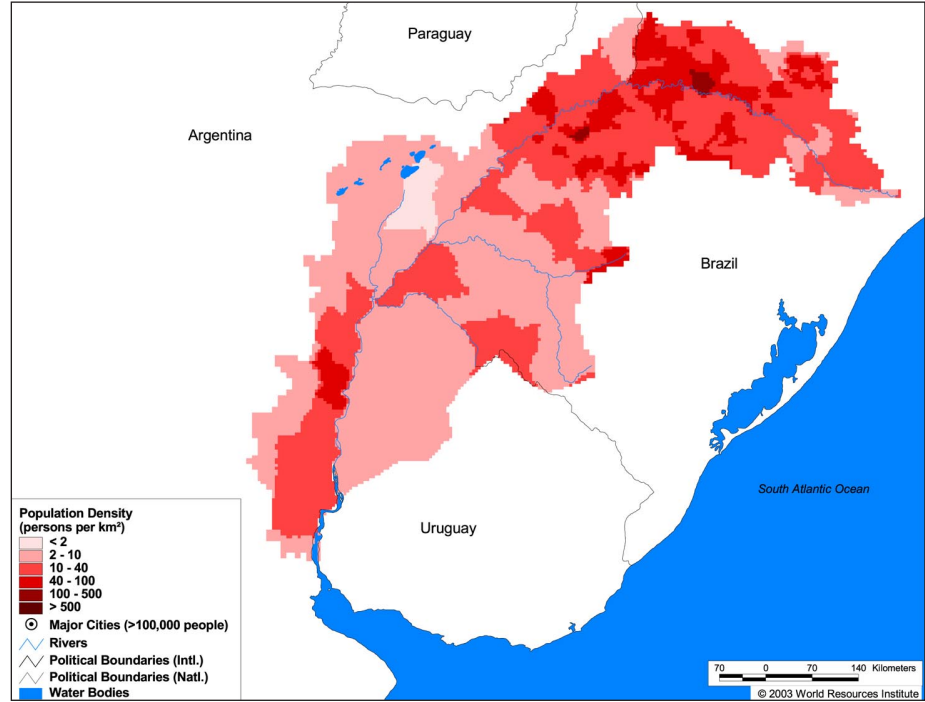 Paraguay
Argentina
Brazil
South Atlantic Ocean
Uruguay
Population Density
(persons per km²)
< 2
2 - 10
10 - 40
40 - 100
100 - 500
> 500
Major Cities (>100,000 people)
Rivers
Political Boundaries (Intl.)
Political Boundaries (Natl.)
Water Bodies
70 0 70 140 Kilometers
© 2003 World Resources Institute